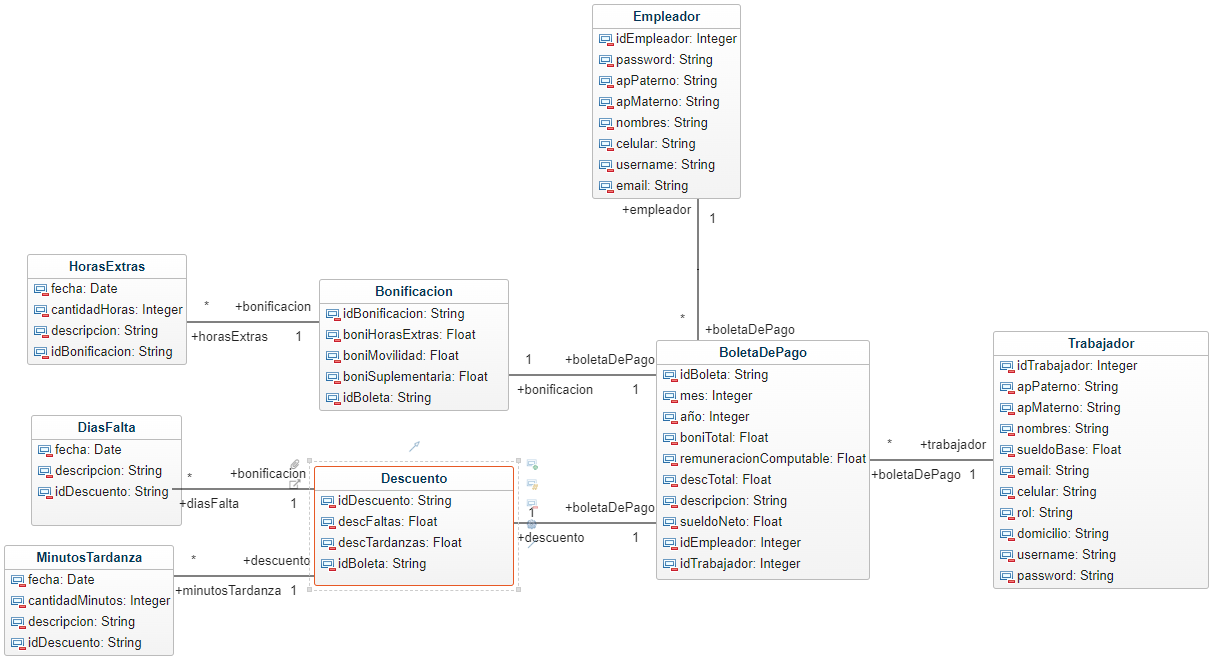 Empleador
idEmpleador: Integer
password: String
apPaterno: String
apMaterno: String
nombres: String
celular: String
username: String
email: String
+empleador
1
*
+boletaDePago
HorasExtras
fecha: Date
cantidadHoras: Integer
descripcion: String
idBonificacion: String
*
+bonificacion
+horasExtras
1
Bonificacion
idBonificacion: String
boniHorasExtras: Float
boniMovilidad: Float
boniSuplementaria: Float
idBoleta: String
1
+boletaDePago
+bonificacion
1
BoletaDePago
idBoleta: String
mes: Integer
año: Integer
boniTotal: Float
remuneracionComputable: Float
descTotal: Float
descripcion: String
sueldoNeto: Float
idEmpleador: Integer
idTrabajador: Integer
*
+trabajador
+boletaDePago
1
Trabajador
idTrabajador: Integer
apPaterno: String
apMaterno: String
nombres: String
sueldoBase: Float
email: String
celular: String
rol: String
domicilio: String
username: String
password: String
DiasFalta
fecha: Date
descripcion: String
idDescuento: String
*
+bonificacion
+diasFalta
1
Descuento
idDescuento: String
descFaltas: Float
descTardanzas: Float
idBoleta: String
1
+boletaDePago
+descuento
1
MinutosTardanza
fecha: Date
cantidadMinutos: Integer
descripcion: String
idDescuento: String
*
+descuento
+minutosTardanza
1